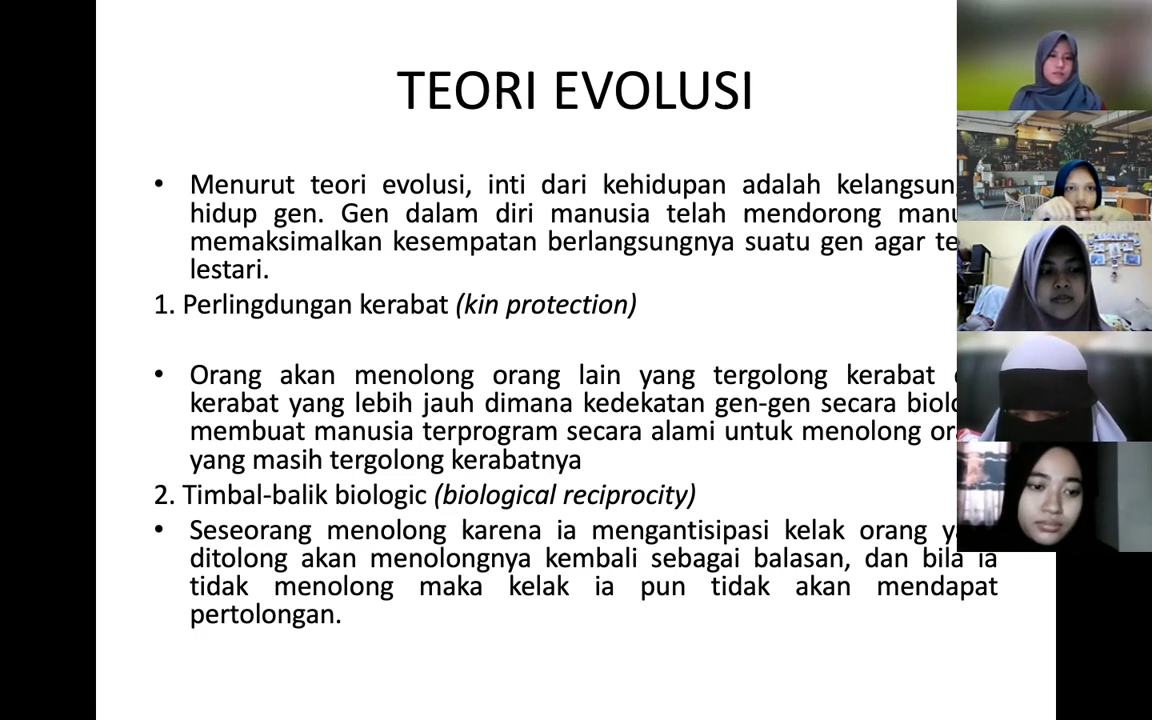 TEORI EVOLUSI
• Menurut teori evolusi, inti dari kehidupan adalah
hidup gen. Gen dalam diri manusia telah mendorong
memaksimalkan kesempatan berlangsungnya suatu gen agar
lestari.
1. Perlingdungan kerabat (kin protection)
• Orang akan menolong orang lain yang tergolong kerabat
kerabat yang lebih jauh dimana kedekatan gen-gen secara
membuat manusia terprogram secara alami untuk menolong
yang masih tergolong kerabatnya
2. Timbal-balik biologic (biological reciprocity)
• Seseorang menolong karena ia mengantisipasi kelak orang
ditolong akan menolongnya kembali sebagai balasan, dan bila ia
tidak menolong maka kelak ia pun tidak akan mendapat
pertolongan.